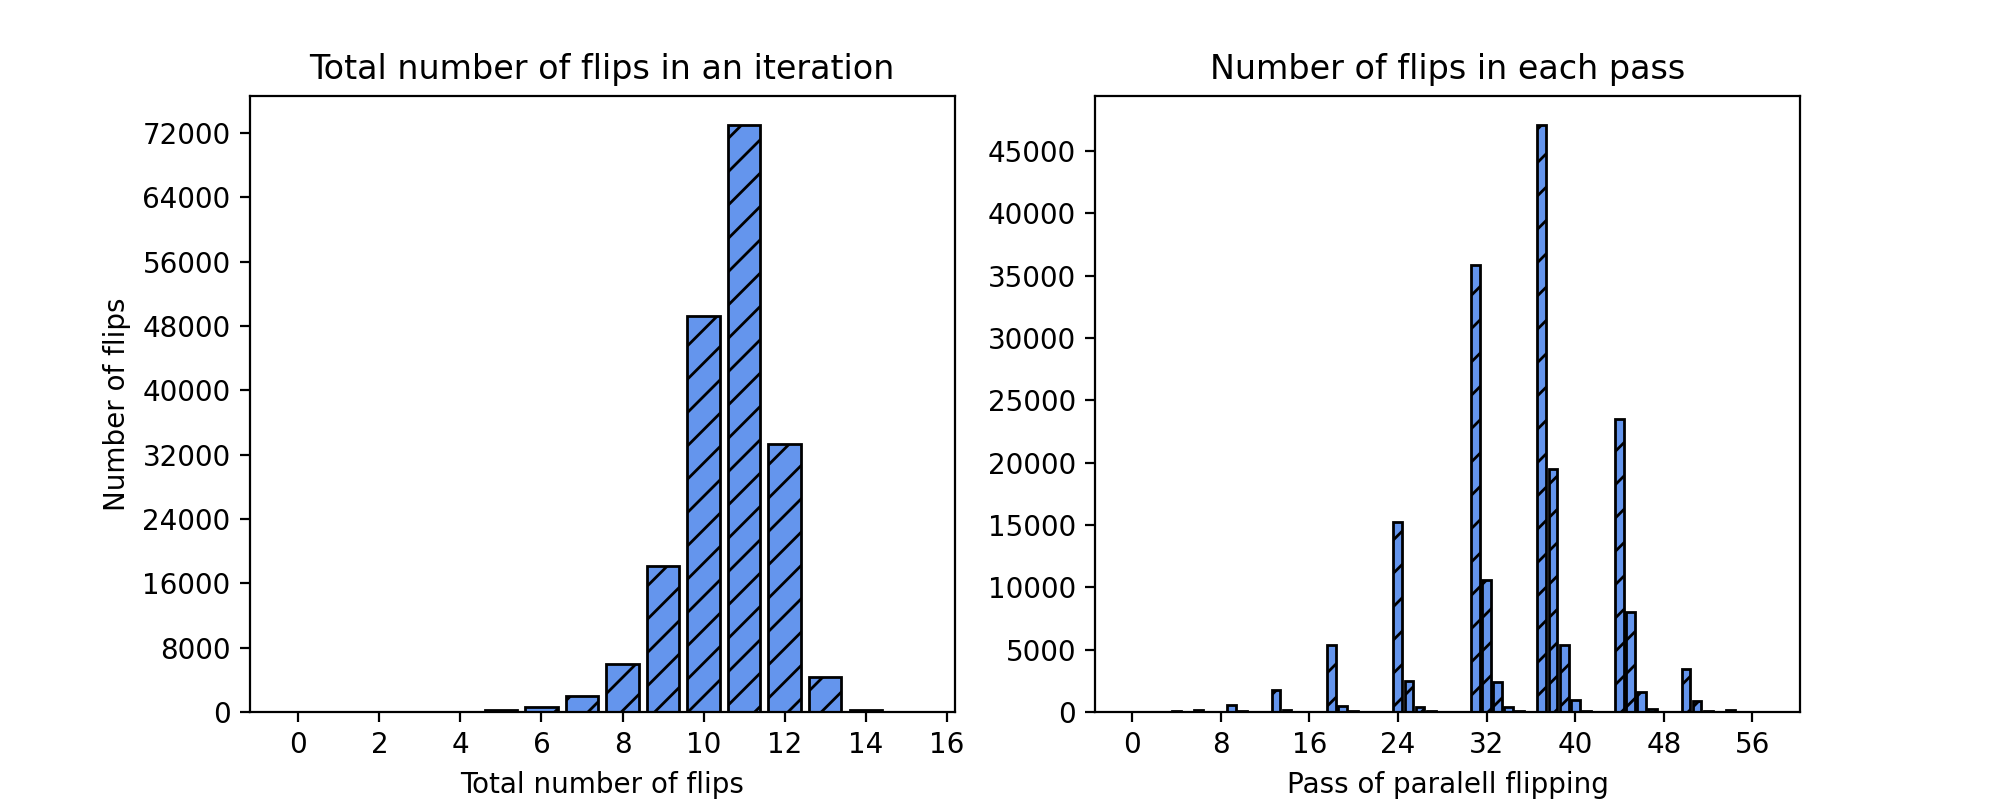 Total number of flips in an iteration
Number of flips
72000
64000
56000
48000
40000
32000
24000
16000
8000
0
0 2 4 6 8 10 12 14 16
Total number of flips
Number of flips in each pass
45000
40000
35000
30000
25000
20000
15000
10000
5000
0
0 8 16 24 32 40 48 56
Pass of paralell flipping